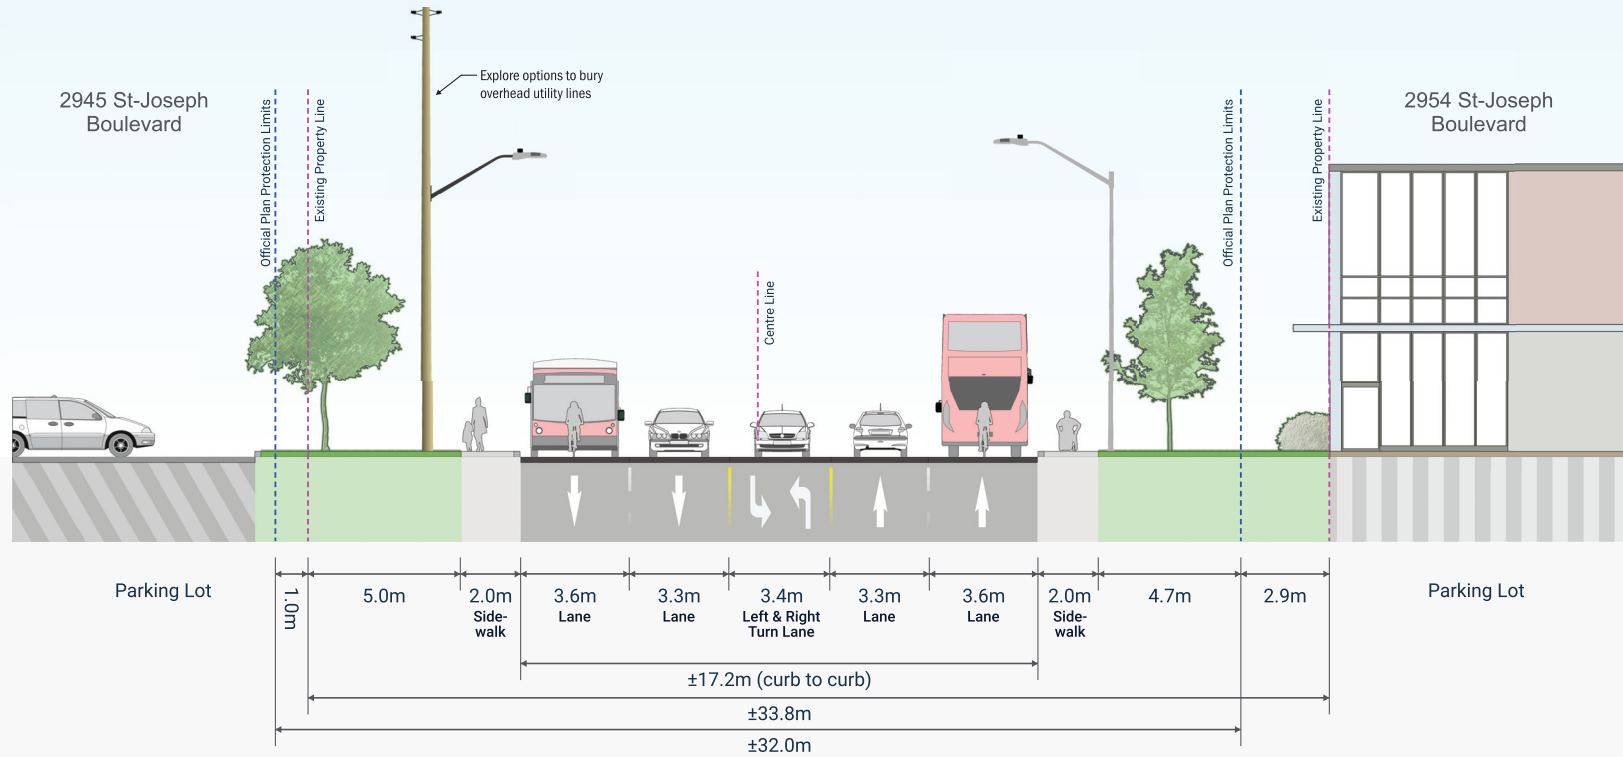 Explore options to bury
overhead utility lines
2945 St-Joseph
Boulevard
2954 St-Joseph
Boulevard
Official Plan Protection Limits
Existing Property Line
Centre Line
Official Plan Protection Limits
Existing Property Line
Parking Lot
1.0m
5.0m
2.0m
Side-
walk
3.6m
Lane
3.3m
Lane
3.4m
Left & Right
Turn Lane
3.3m
Lane
3.6m
Lane
2.0m
Side-
walk
4.7m
2.9m
Parking Lot
±17.2m (curb to curb)
±33.8m
±32.0m